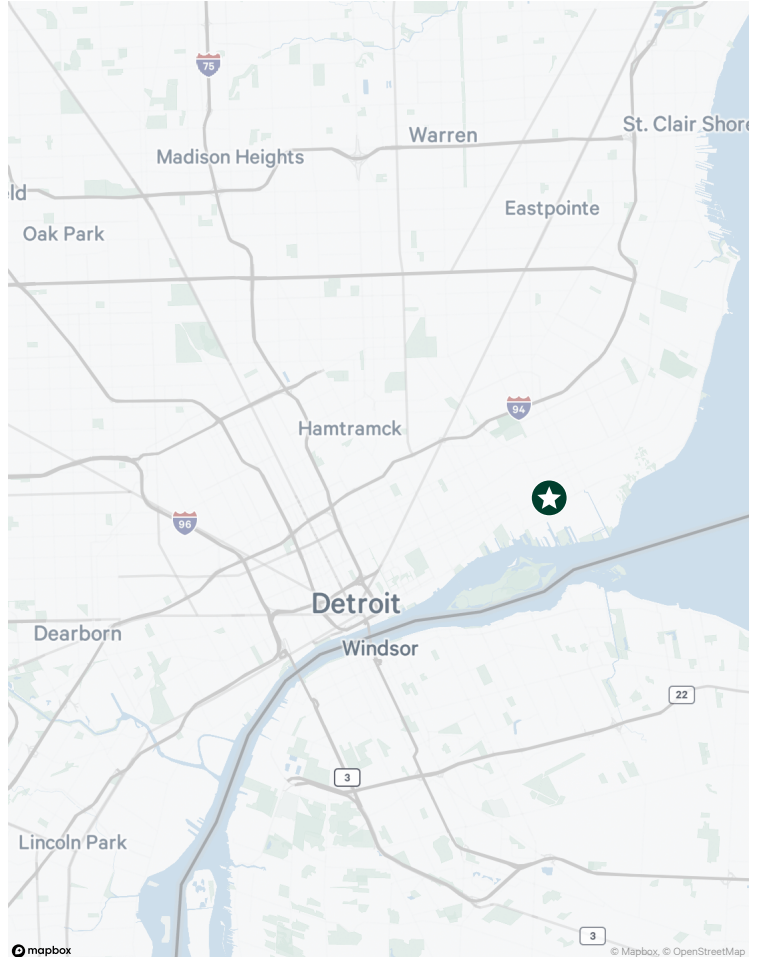 75
St. Clair Shore
Warren
Madison Heights
ld
Eastpointe
Oak Park
94
Hamtramck
96
Detroit
Dearborn
Windsor
22
3
Lincoln Park
3
mapbox
© Mapbox, © OpenStreetMap